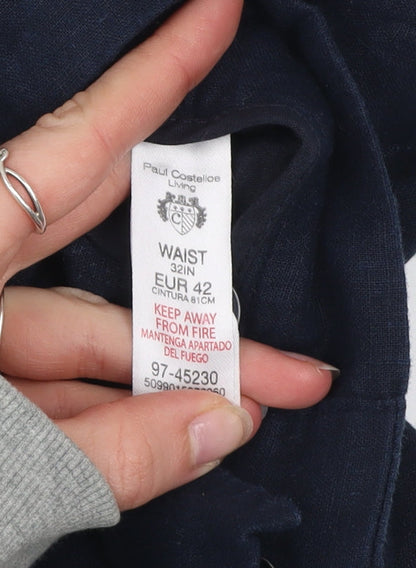 Paul Costelloe
Living
C
WAIST
32IN
EUR 42
CINTURA 81CM
KEEP AWAY
FROM FIRE
MANTENGA APARTADO
DEL FUEGO
97-45230